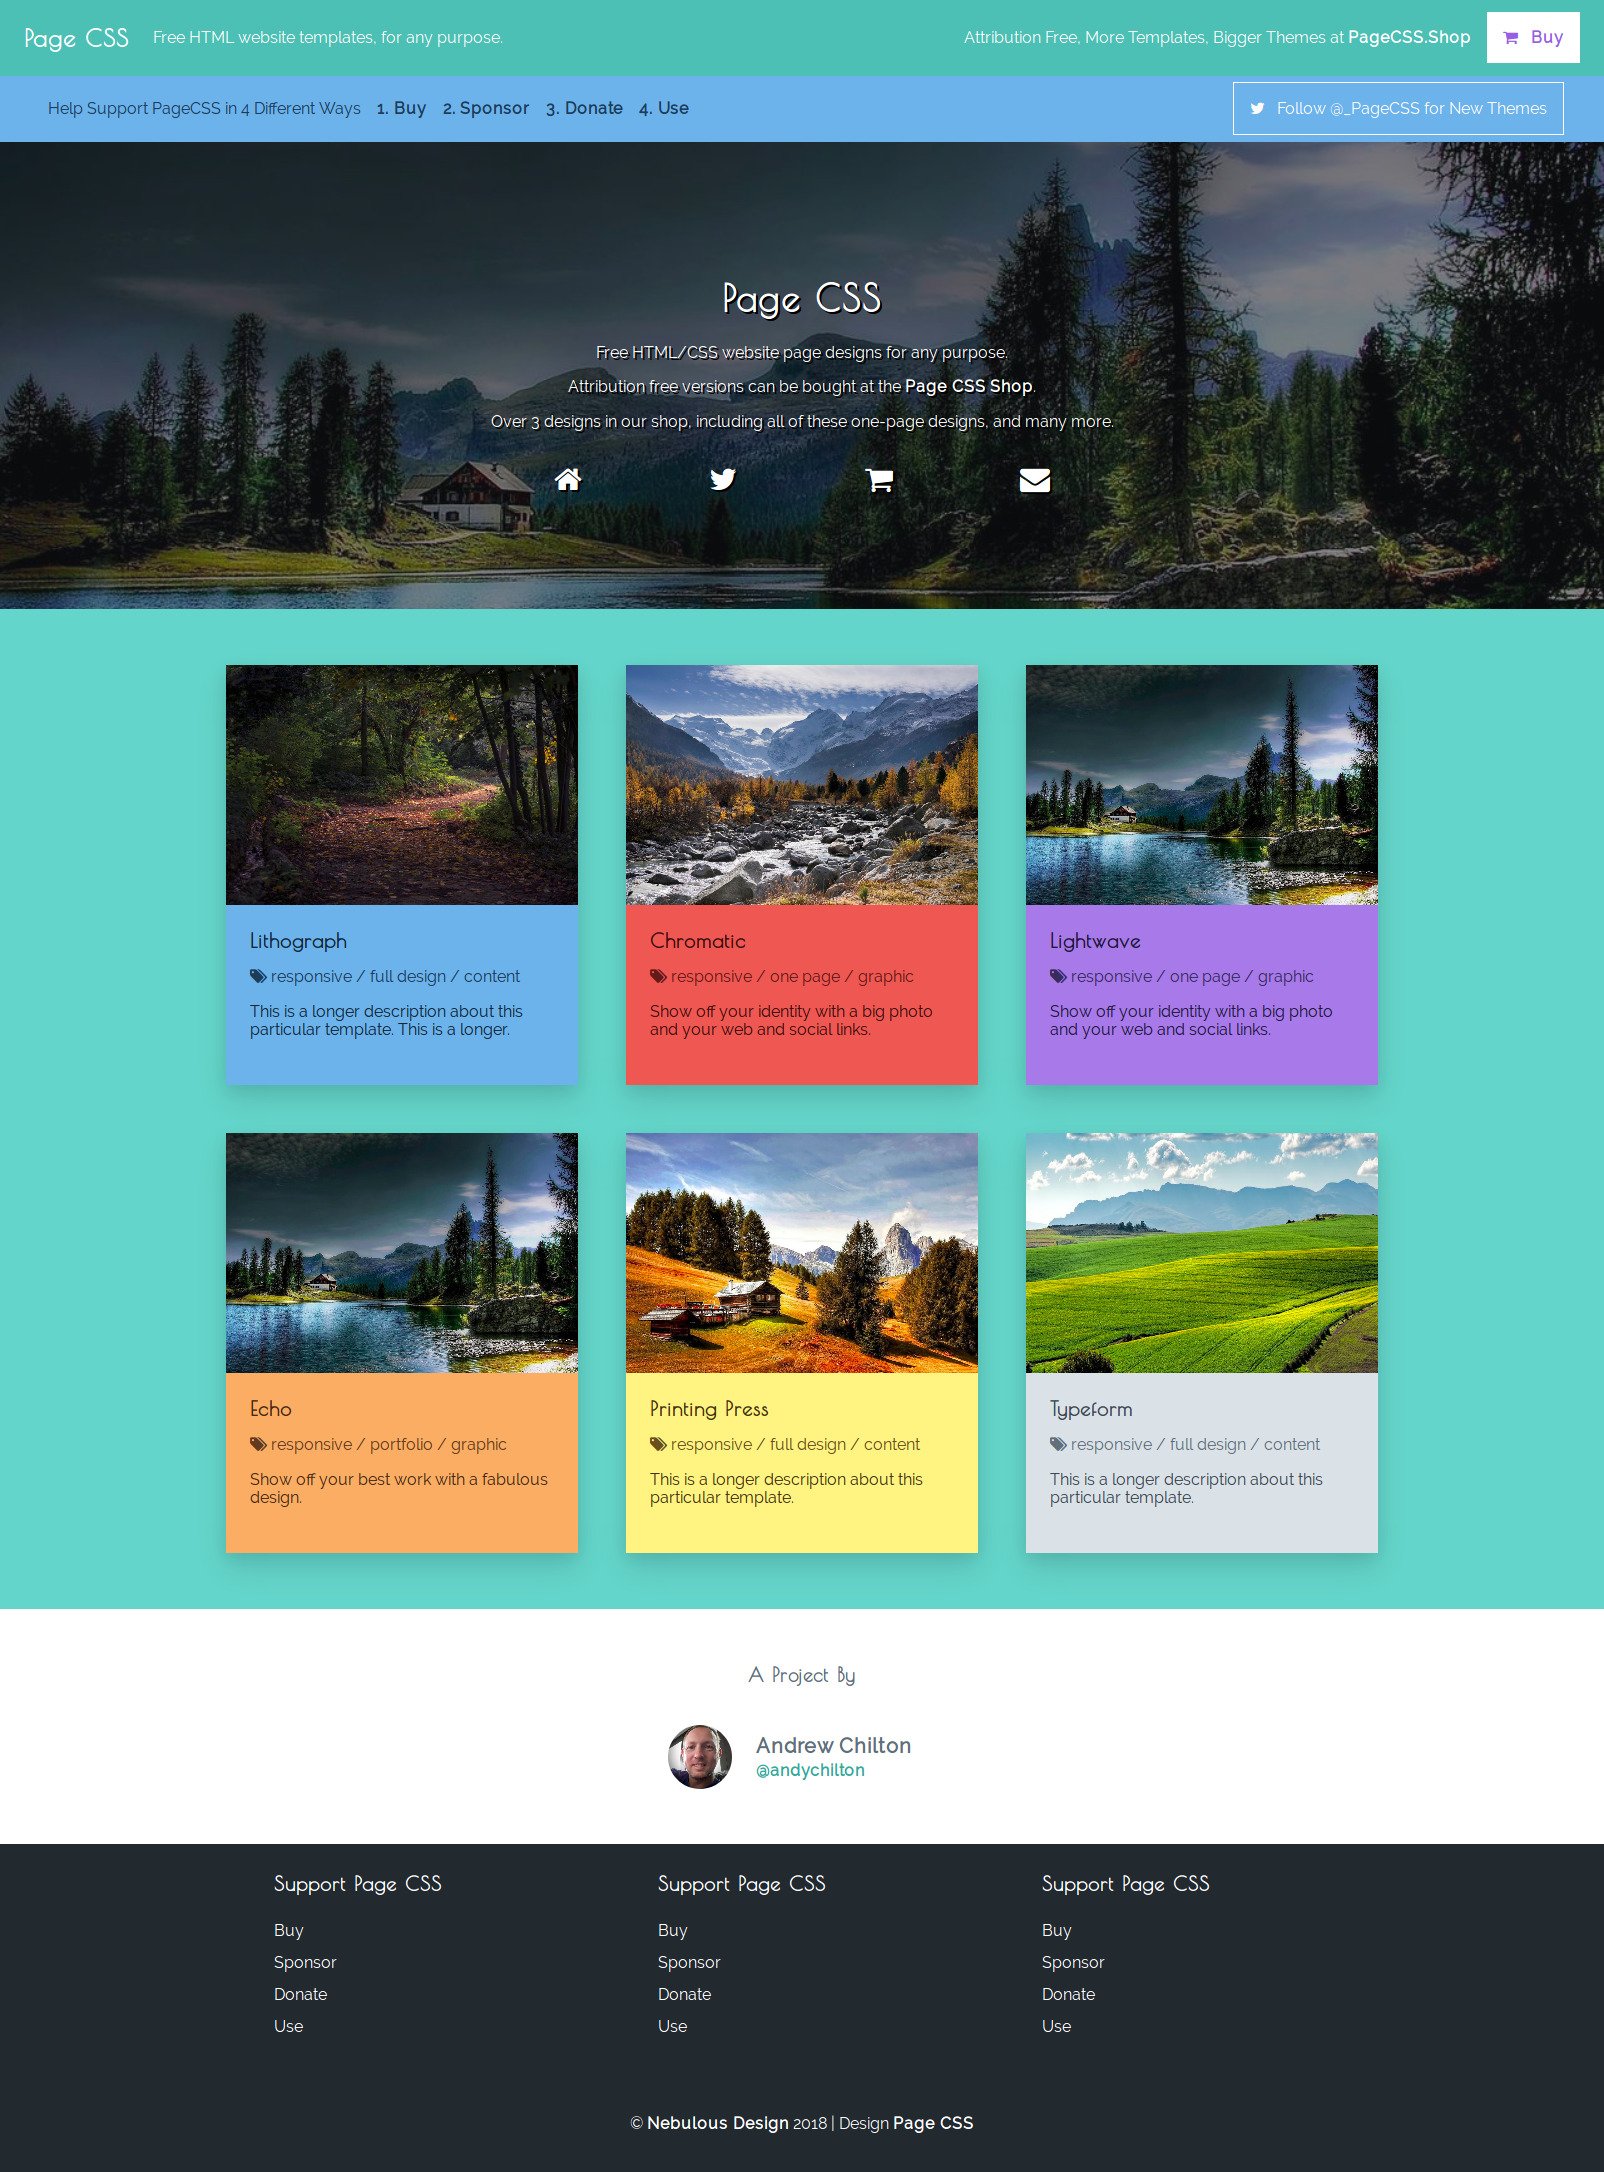 Page CSS Free HTML website templates, for any purpose. Attribution Free, More Templates, Bigger Themes at PageCSS.Shop Buy
Help Support PageCSS in 4 Different Ways 1. Buy 2. Sponsor 3. Donate 4. Use Follow @_PageCSS for New Themes
Page CSS
Free HTML/CSS website page designs for any purpose.
Attribution free versions can be bought at the Page CSS Shop.
Over 3 designs in our shop, including all of these one-page designs, and many more.
Lithograph
responsive / full design / content
This is a longer description about this
particular template. This is a longer.
Chromatic
responsive / one page / graphic
Show off your identity with a big photo
and your web and social links.
Lightwave
responsive / one page / graphic
Show off your identity with a big photo
and your web and social links.
Echo
responsive / portfolio / graphic
Show off your best work with a fabulous
design.
Printing Press
responsive / full design / content
This is a longer description about this
particular template.
Typeform
responsive / full design / content
This is a longer description about this
particular template.
A Project By
Andrew Chilton
@andychilton
Support Page CSS
Buy
Sponsor
Donate
Use
Support Page CSS
Buy
Sponsor
Donate
Use
Support Page CSS
Buy
Sponsor
Donate
Use
© Nebulous Design 2018 | Design Page CSS